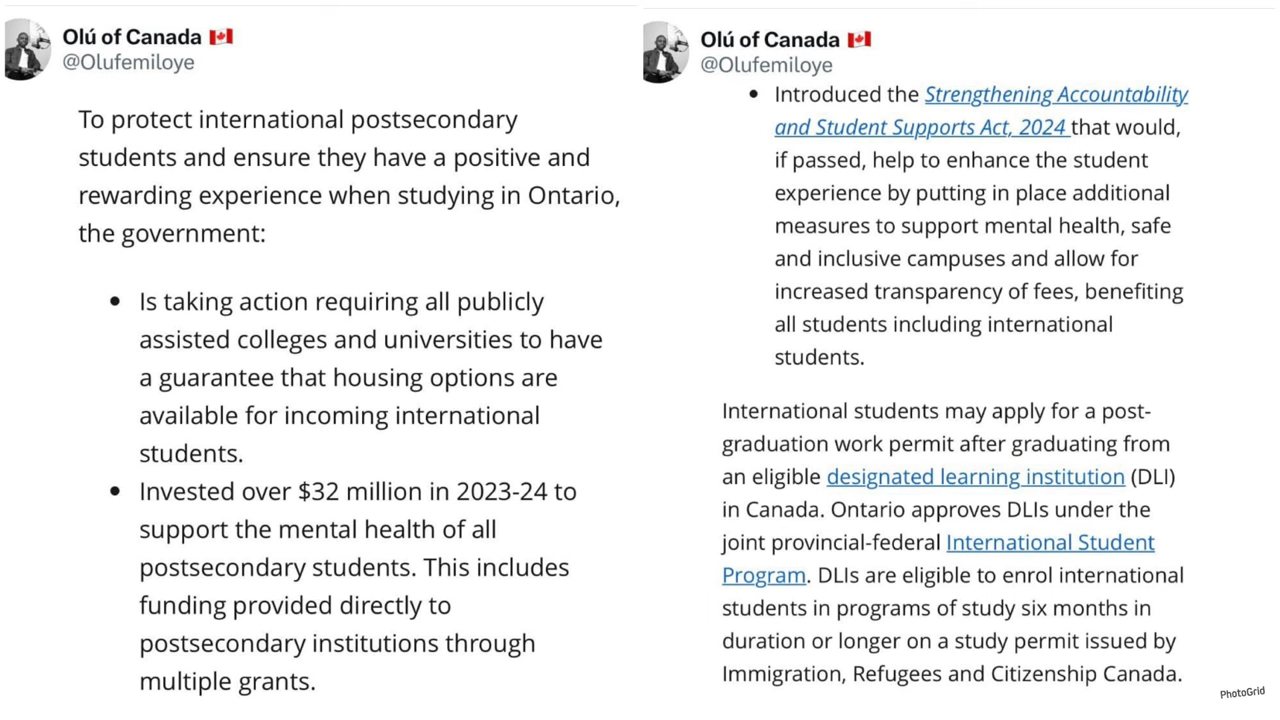 Olú of Canada 🇨🇦
@Olufemiloye
To protect international postsecondary
students and ensure they have a positive and
rewarding experience when studying in Ontario,
the government:
• Is taking action requiring all publicly
assisted colleges and universities to have
a guarantee that housing options are
available for incoming international
students.
• Invested over $32 million in 2023-24 to
support the mental health of all
postsecondary students. This includes
funding provided directly to
postsecondary institutions through
multiple grants.
Olú of Canada 🇨🇦
@Olufemiloye
• Introduced the Strengthening Accountability
and Student Supports Act, 2024 that would,
if passed, help to enhance the student
experience by putting in place additional
measures to support mental health, safe
and inclusive campuses and allow for
increased transparency of fees, benefiting
all students including international
students.
International students may apply for a post-
graduation work permit after graduating from
an eligible designated learning institution (DLI)
in Canada. Ontario approves DLIs under the
joint provincial-federal International Student
Program. DLIs are eligible to enrol international
students in programs of study six months in
duration or longer on a study permit issued by
Immigration, Refugees and Citizenship Canada.
PhotoGrid